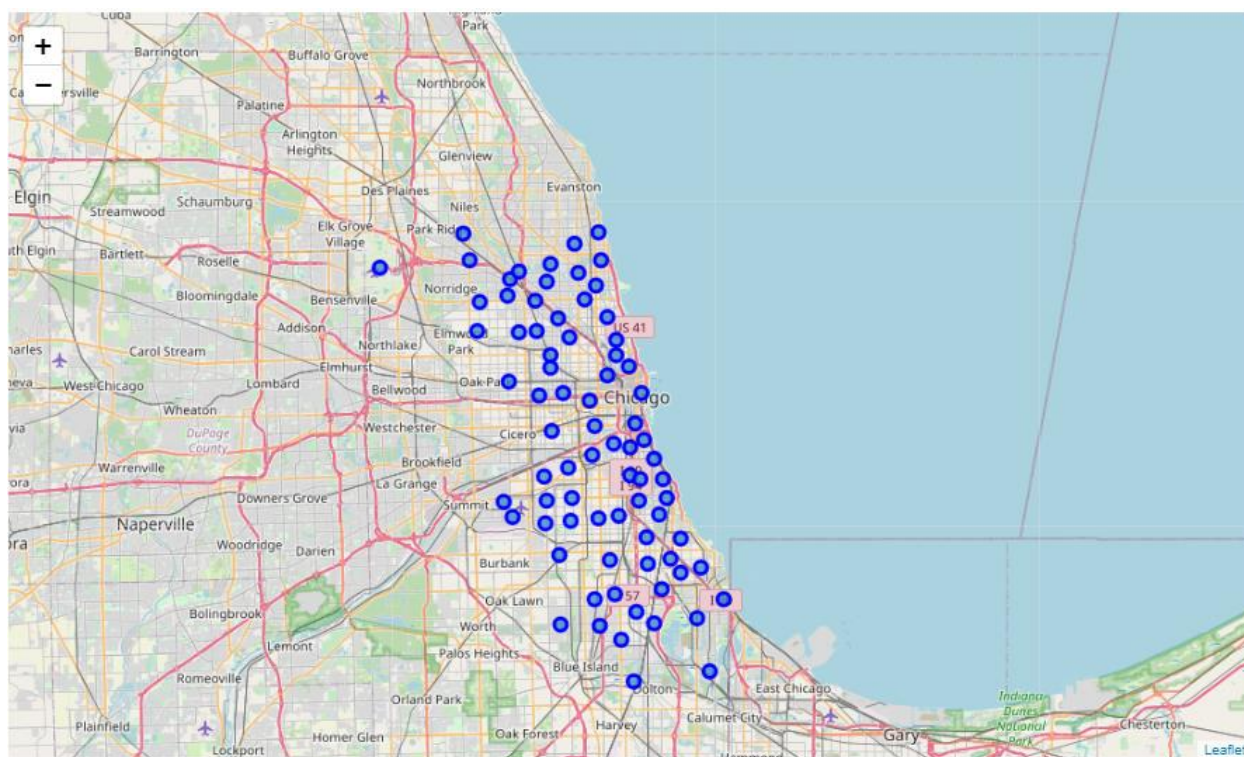 Cuba
Park
+
−
Barrington
Buffalo Grove
Northbrook
Palatine
Arlington
Heights
Glenview
Des Plaines
Evanston
Elgin
Schaumburg
Streamwood
Niles
Elk Grove
Village
Park Rid
Bartlett
Roselle
Bensenville
Norridge
Bloomingdale
Addison
US 41
Northlake
Elmwood
Park
Carol Stream
Elmhurst
West Chicago
Lombard
Bellwood
Oak Pa
Wheaton
Chicago
Westchester
Cicero
DuPage
County
Warrenville
Brookfield
La Grange
Downers Grove
Summit
Naperville
Woodridge
Darien
Burbank
Bolingbrook
Oak Lawn
57
Worth
Lemont
Palos Heights
Blue Island
Romeoville
Dolton
East Chicago
Orland Park
Calumet City
Indiana
Dunes
National
Park
Plainfield
Harvey
Chesterton
Homer Glen
Oak Forest
Gary
Lockport
Hammond
Leaflet